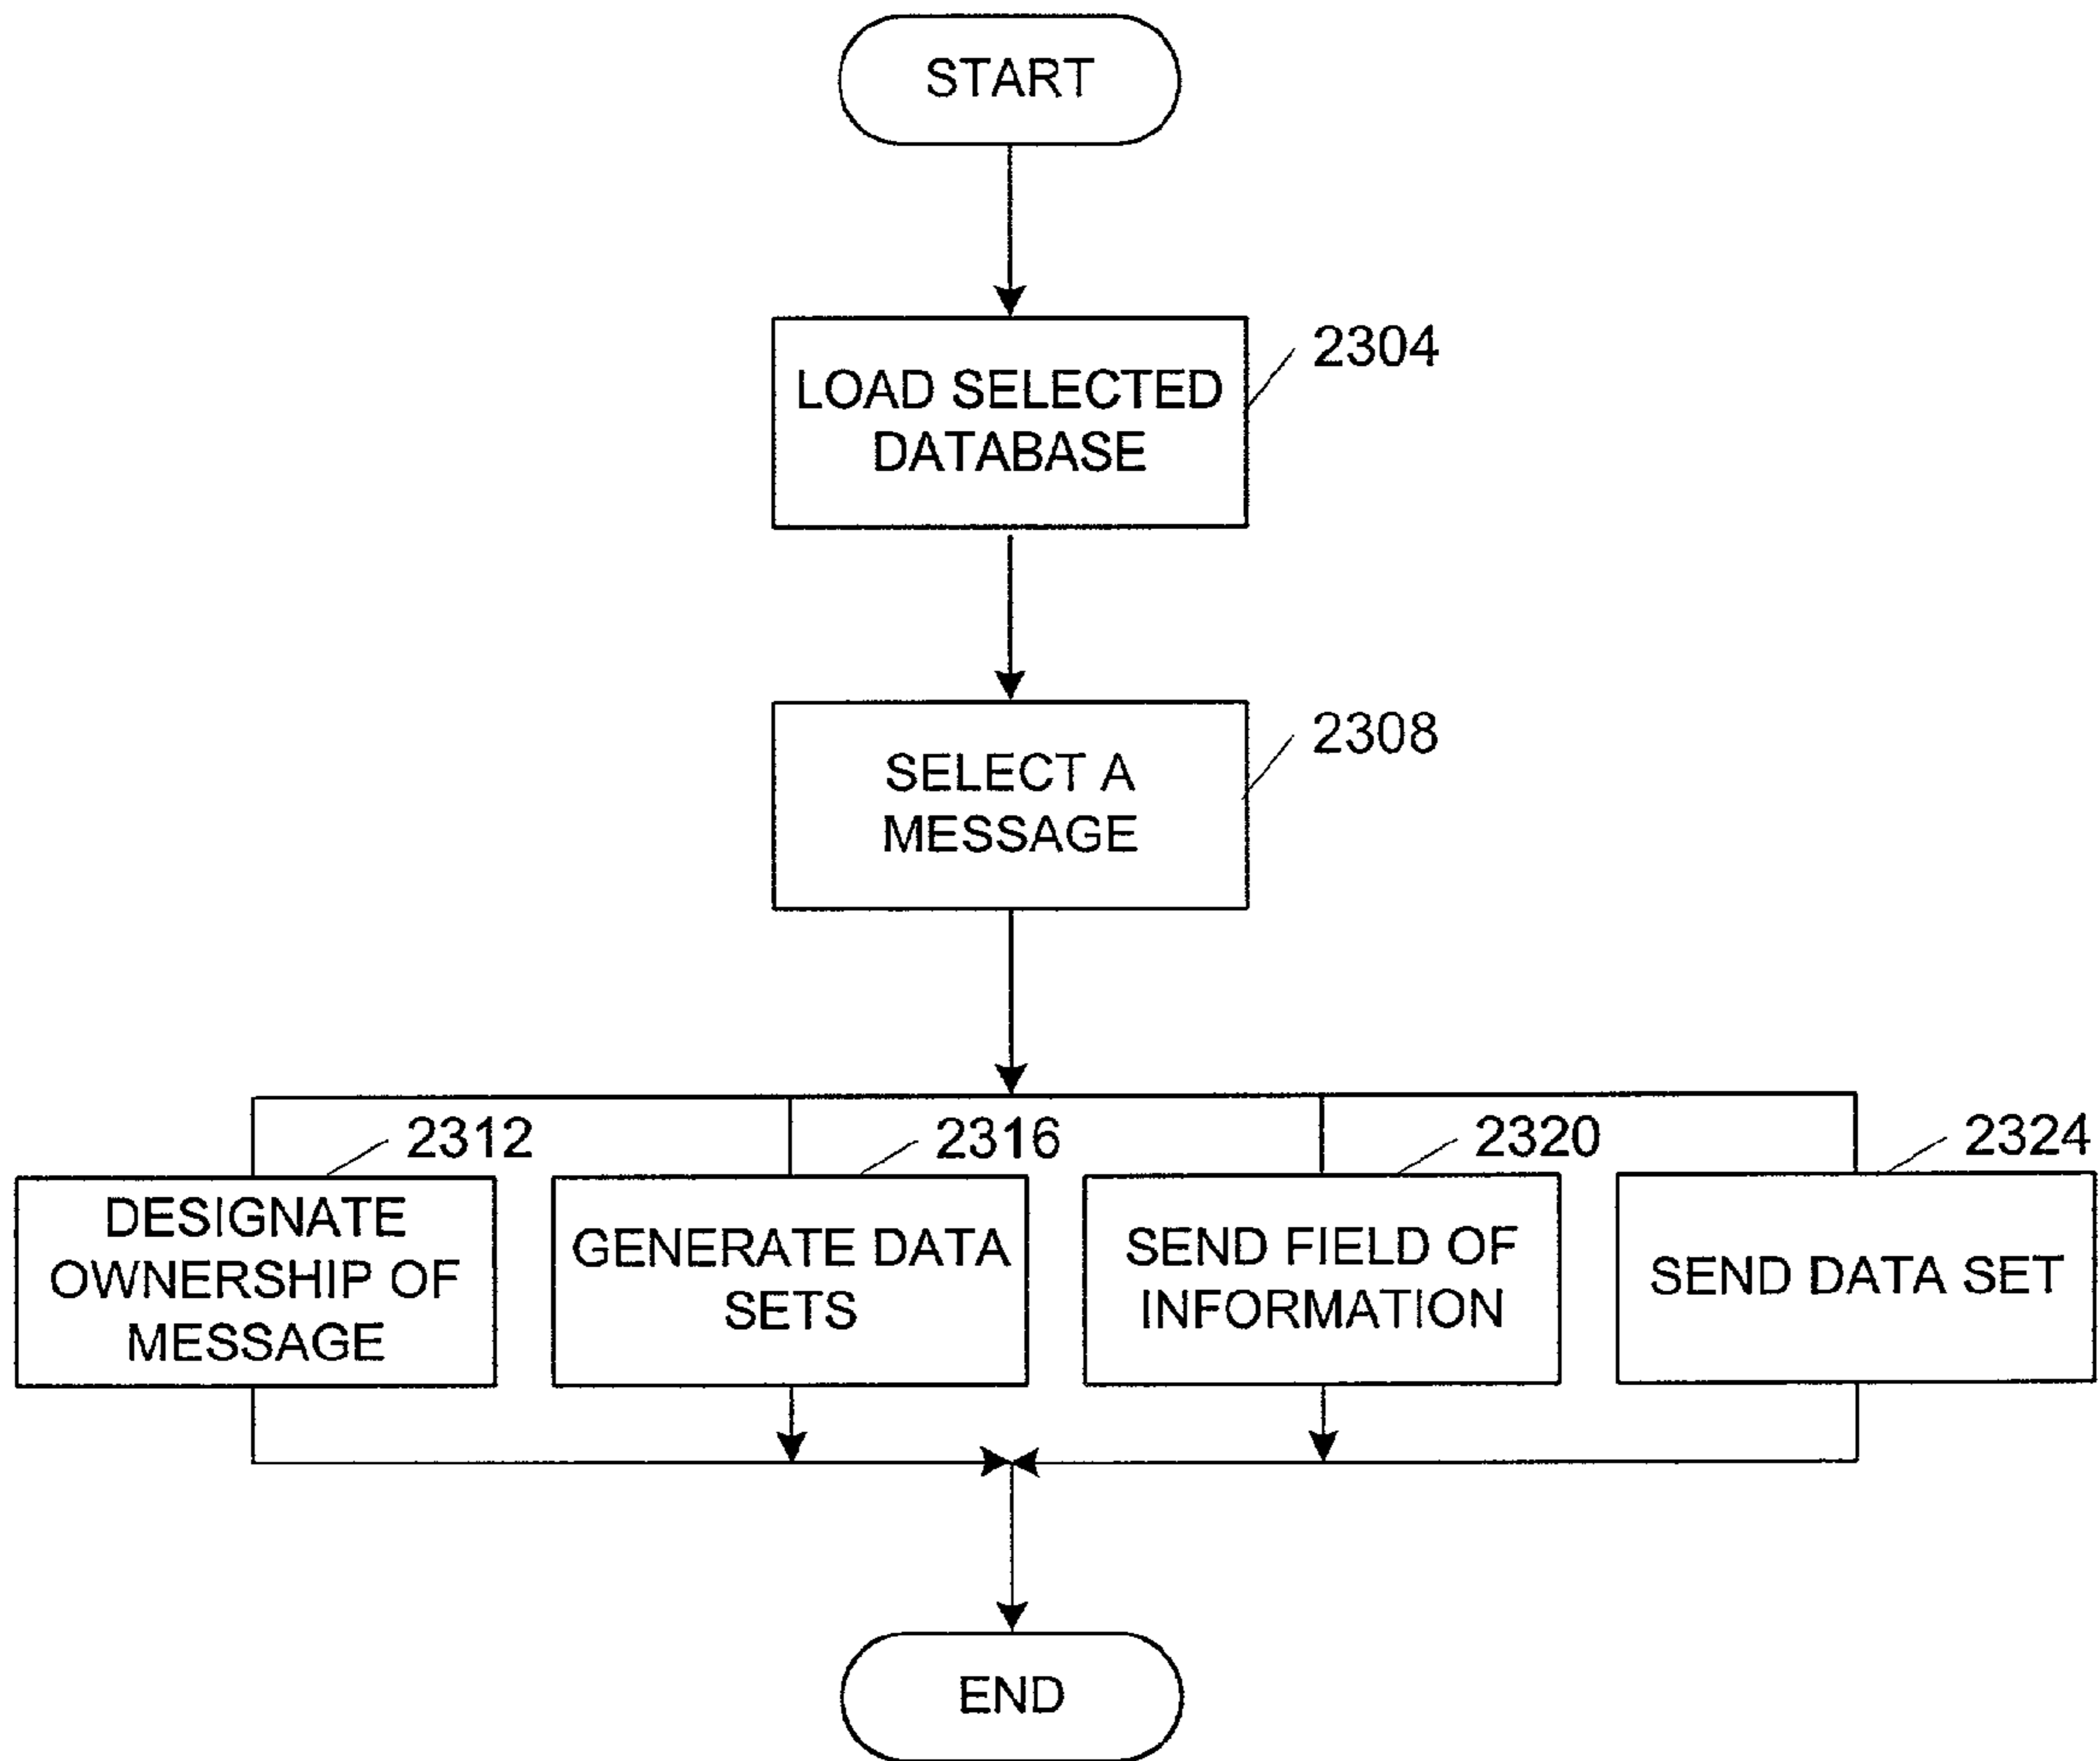 START
2304
LOAD SELECTED
DATABASE
2308
SELECT A
MESSAGE
2312
DESIGNATE
OWNERSHIP OF
MESSAGE
2316
GENERATE DATA
SETS
2320
SEND FIELD OF
INFORMATION
2324
SEND DATA SET
END